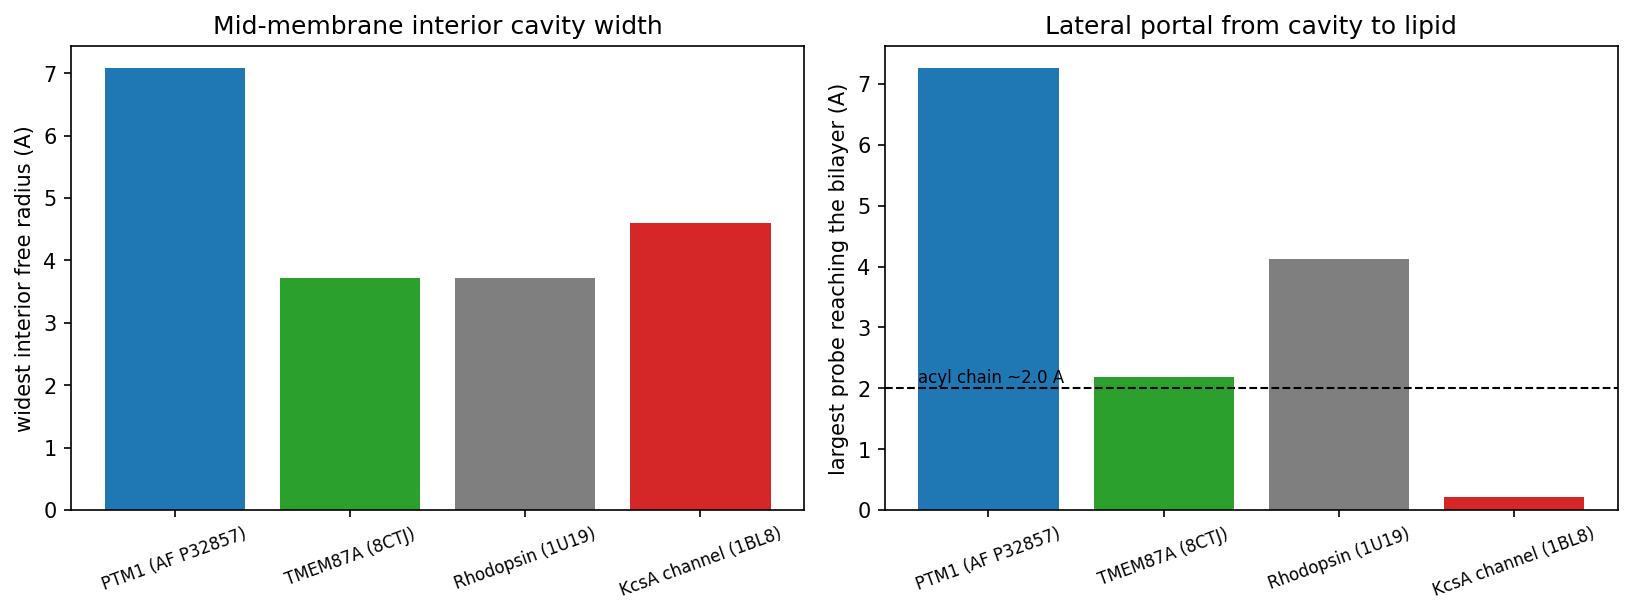 Mid-membrane interior cavity width
widest interior free radius (A)
7
6
5
4
3
2
1
0
PTM1 (AF P32857)
TMEM87A (8CTJ)
Rhodopsin (1U19)
KcsA channel (1BL8)
Lateral portal from cavity to lipid
largest probe reaching the bilayer (A)
7
6
5
4
3
2
1
0
acyl chain ~2.0 A
PTM1 (AF P32857)
TMEM87A (8CTJ)
Rhodopsin (1U19)
KcsA channel (1BL8)